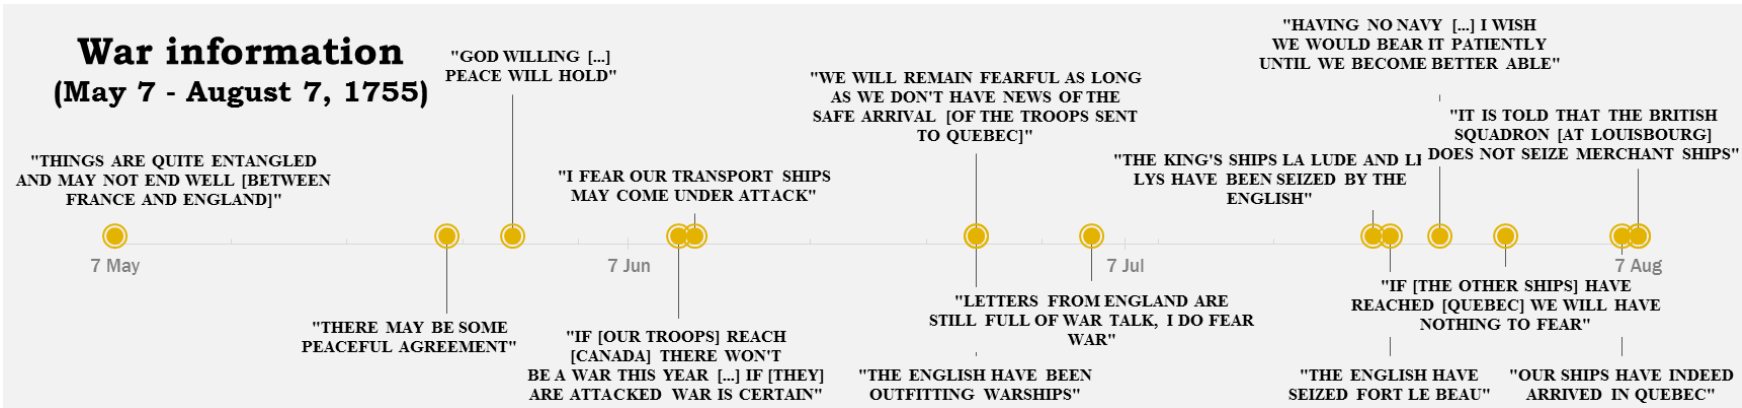 War information
(May 7 - August 7, 1755)
"THINGS ARE QUITE ENTANGLED
AND MAY NOT END WELL [BETWEEN
FRANCE AND ENGLAND]"
"GOD WILLING [...]
PEACE WILL HOLD"
"I FEAR OUR TRANSPORT SHIPS
MAY COME UNDER ATTACK"
"WE WILL REMAIN FEARFUL AS LONG
AS WE DON'T HAVE NEWS OF THE
SAFE ARRIVAL [OF THE TROOPS SENT
TO QUEBEC]"
"THE KING'S SHIPS LA LUDE AND
LYS HAVE BEEN SEIZED BY THE
ENGLISH"
"HAVING NO NAVY [...] I WISH
WE WOULD BEAR IT PATIENTLY
UNTIL WE BECOME BETTER ABLE"
"IT IS TOLD THAT THE BRITISH
SQUADRON [AT LOUISBOURG]
DOES NOT SEIZE MERCHANT SHIPS"
7 May
7 Jun
7 Jul
7 Aug
"THERE MAY BE SOME
PEACEFUL AGREEMENT"
"IF [OUR TROOPS] REACH
[CANADA] THERE WON'T
BE A WAR THIS YEAR [...] IF [THEY]
ARE ATTACKED WAR IS CERTAIN"
"LETTERS FROM ENGLAND ARE
STILL FULL OF WAR TALK, I DO FEAR
WAR"
"THE ENGLISH HAVE BEEN
OUTFITTING WARSHIPS"
"IF [THE OTHER SHIPS] HAVE
REACHED [QUEBEC] WE WILL HAVE
NOTHING TO FEAR"
"THE ENGLISH HAVE
SEIZED FORT LE BEAU"
"OUR SHIPS HAVE INDEED
ARRIVED IN QUEBEC"